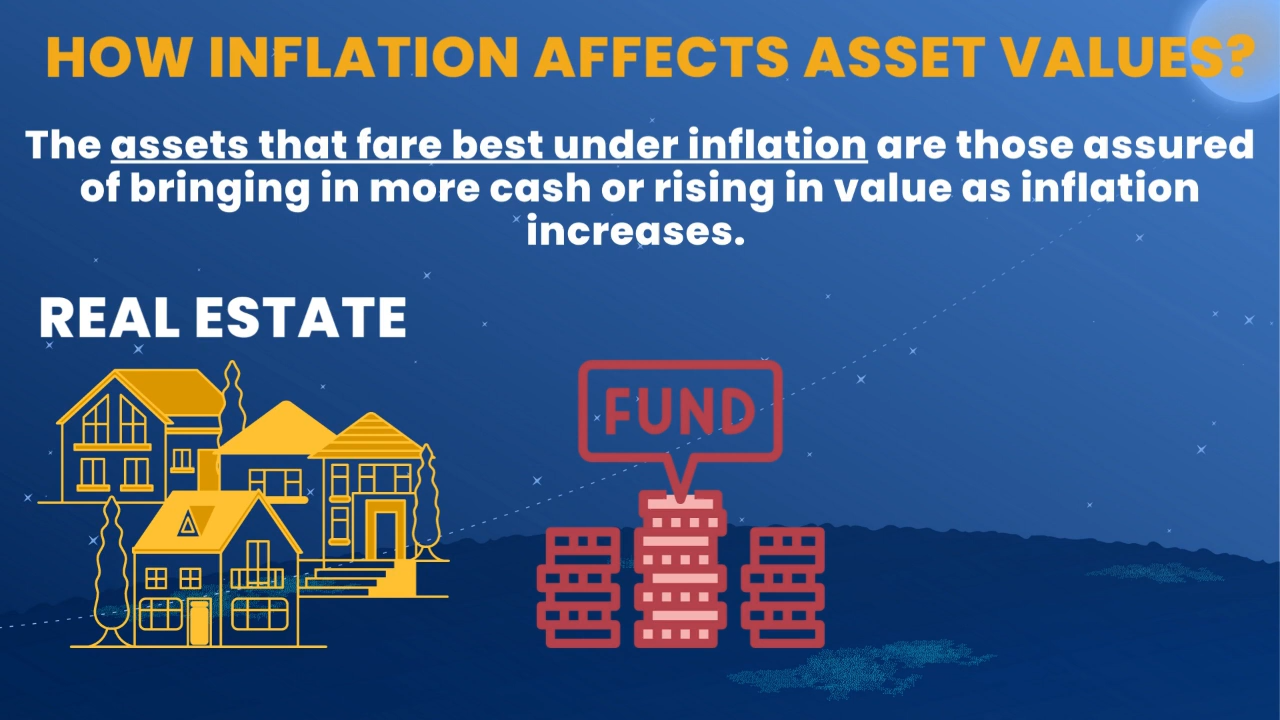 HOW INFLATION AFFECTS ASSET VALUES?
The assets that fare best under inflation are those assured
of bringing in more cash or rising in value as inflation
increases.
REAL ESTATE
FUND